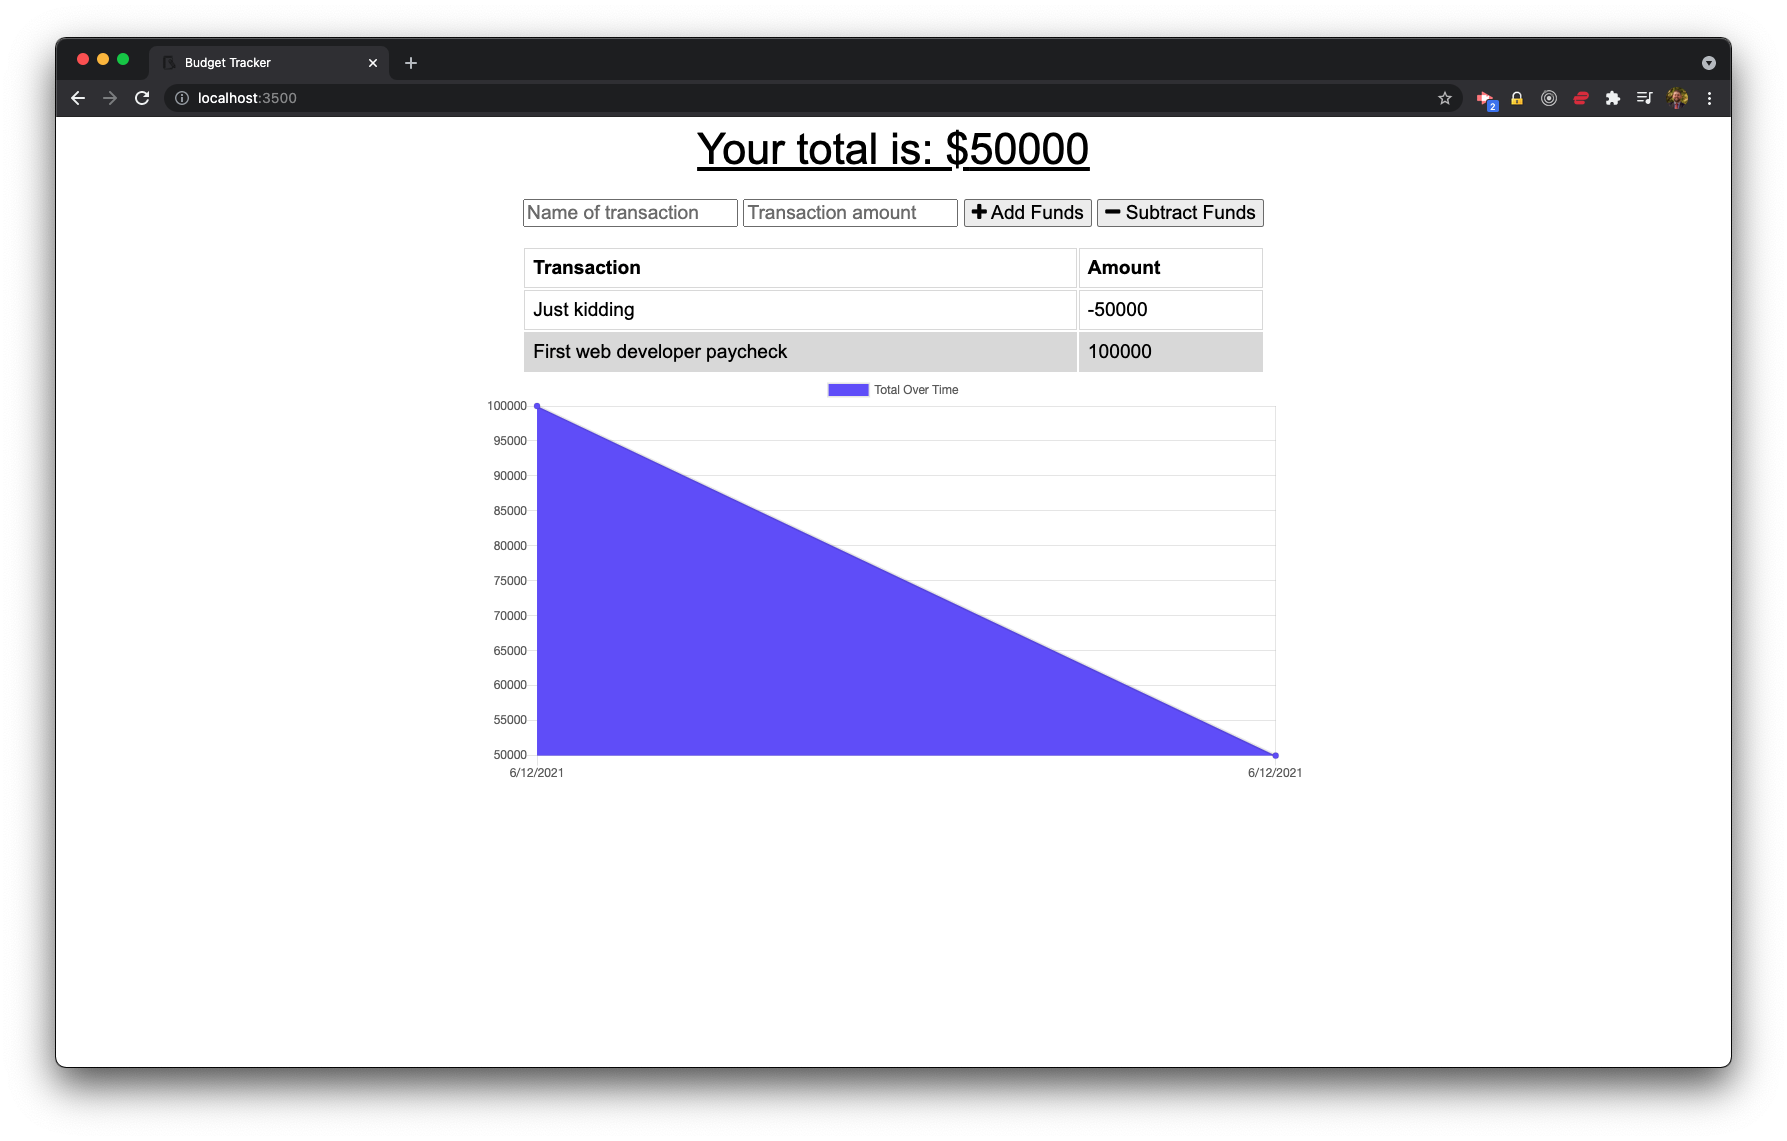 Budget Tracker
localhost:3500
2
Your total is: $50000
Name of transaction Transaction amount Add Funds Subtract Funds
Transaction Amount
Just kidding -50000
First web developer paycheck 100000
Total Over Time
100000
95000
90000
85000
80000
75000
70000
65000
60000
55000
50000
6/12/2021 6/12/2021